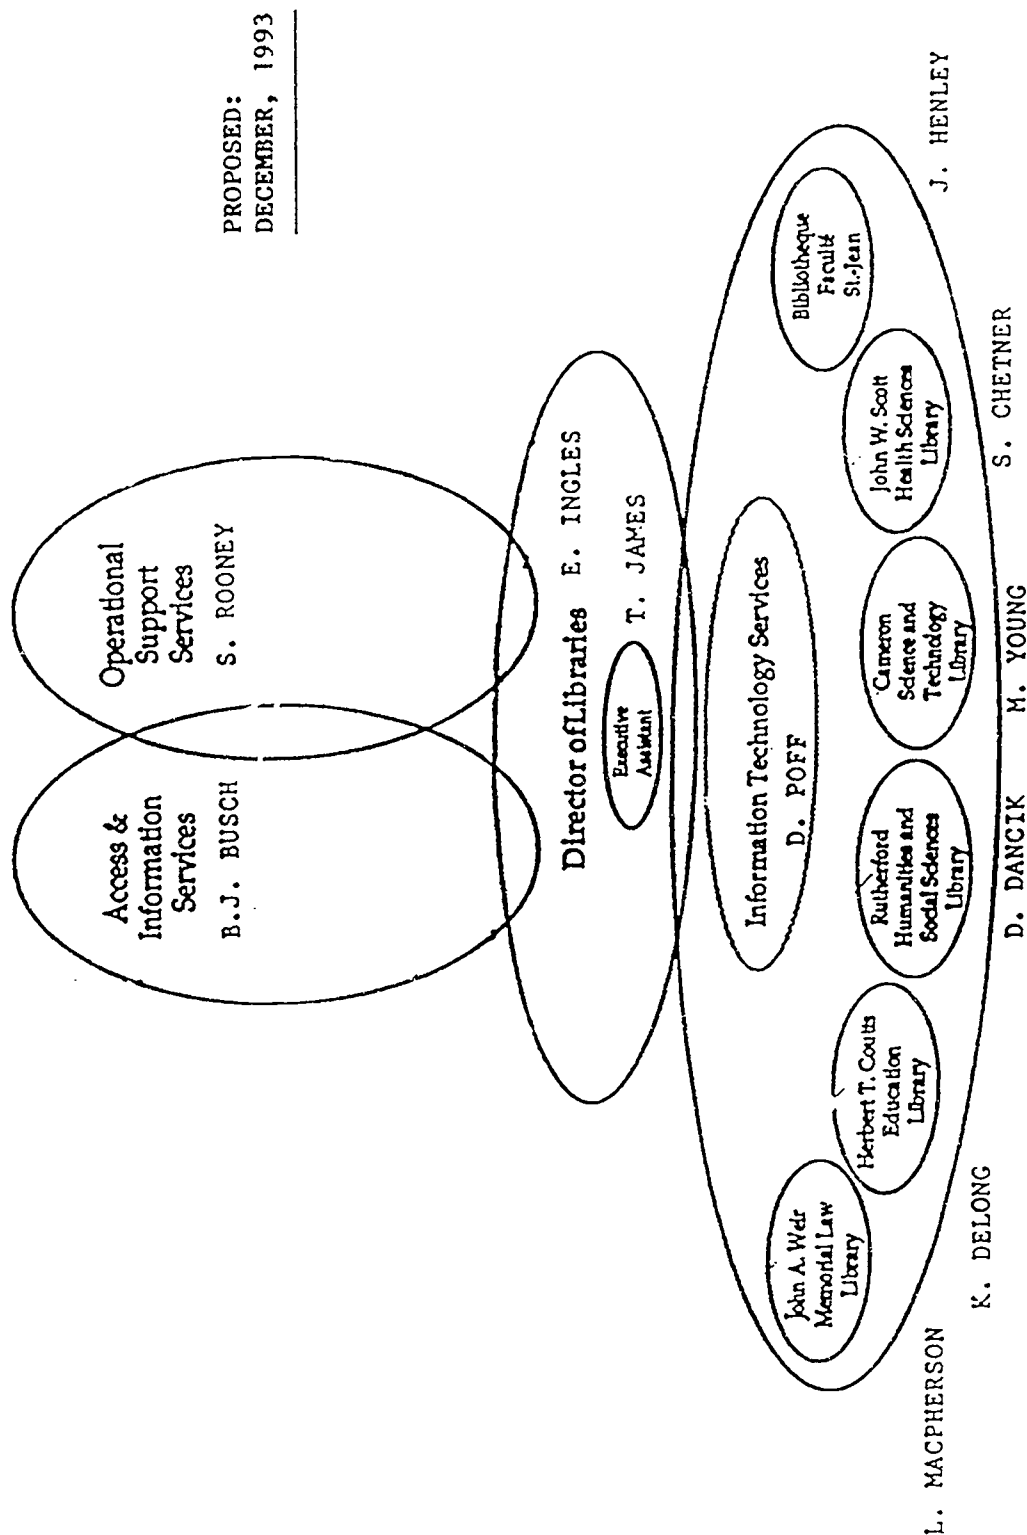 PROPOSED:
DECEMBER, 1993
Access &
Information
Services
B.J. BUSCH
Operational
Support
Services
S. ROONEY
Director of Libraries E. INGLES
Executive
Assistant
T. JAMES
Information Technology Services
D. POFF
John A. Weir
Memorial Law
Library
Herbert T. Coutts
Education
Library
Rutherford
Humanities and
Social Sciences
Library
Cameron
Science and
Technology
Library
John W. Scott
Health Sciences
Library
Bibliotheque
Faculté
St.-Jean
L. MACPHERSON
K. DELONG
D. DANCIK
M. YOUNG
S. CHETNER
J. HENLEY